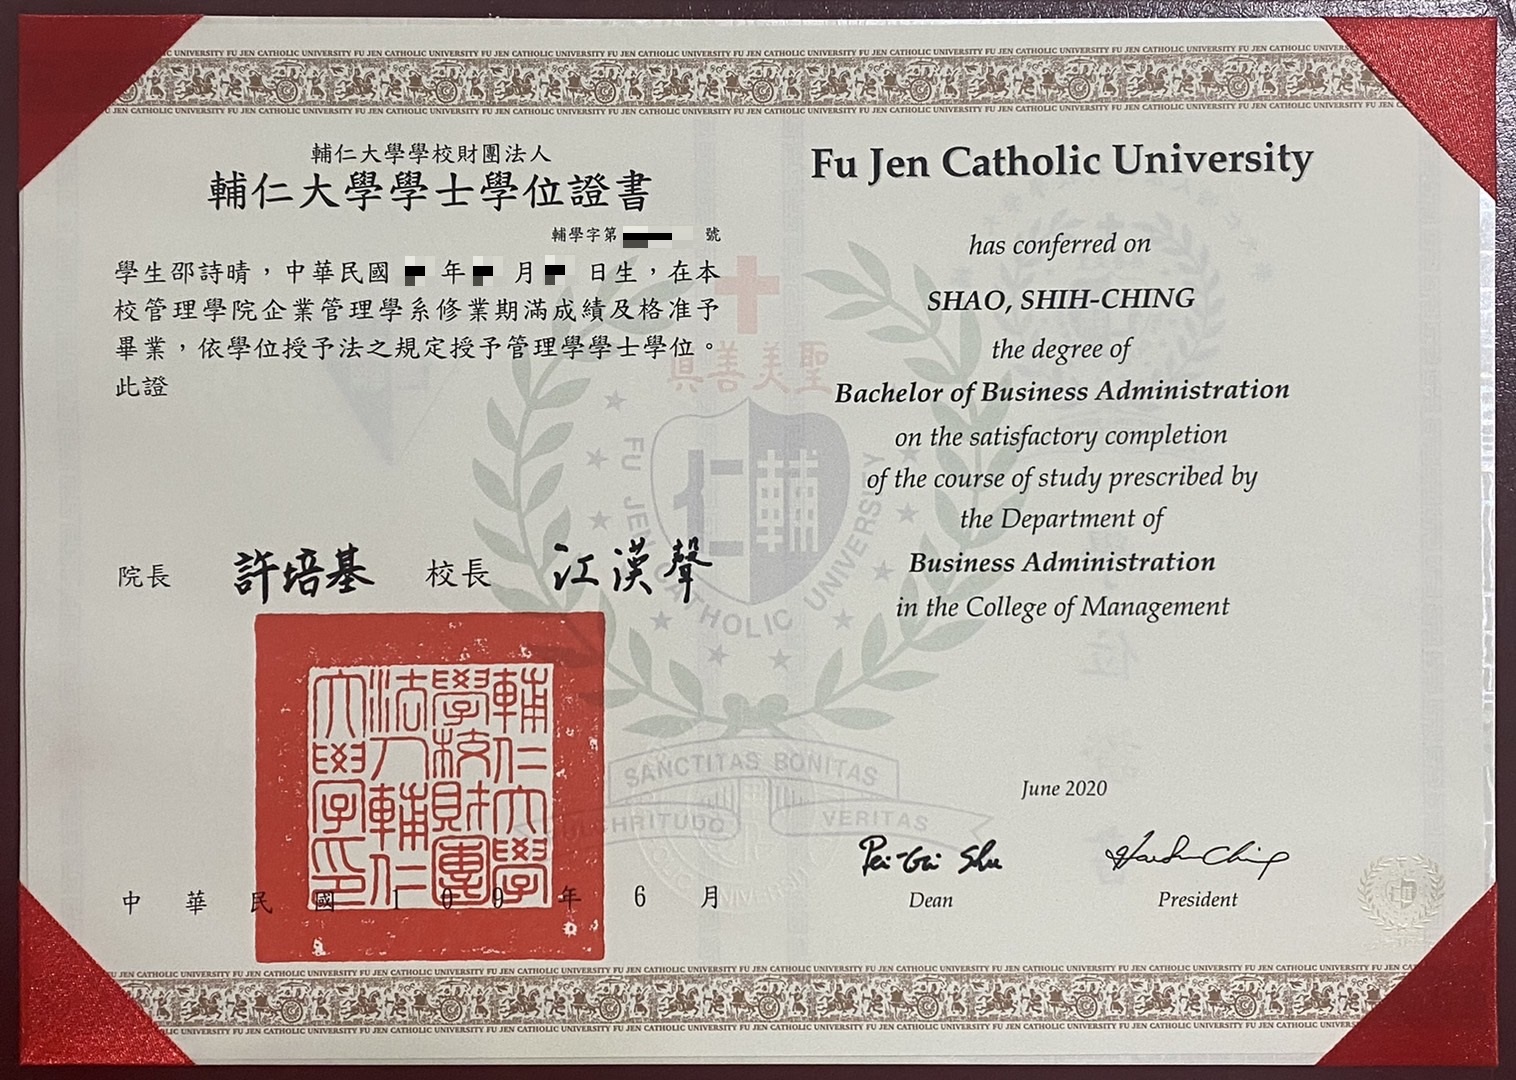 FU JEN CATHOLIC UNIVERSITY FU JEN CATHOLIC UNIVERSITY FU JEN CATHOLIC UNIVERSITY
輔仁大學學校財團法人
輔仁大學學士學位證書
輔學字第 號
學生邵詩晴，中華民國 年 月 日生，在本
校管理學院企業管理學系修業期滿成績及格准予
畢業，依學位授予法之規定授予管理學學士學位。
此證
院長 許培基 校長 江漢聲
輔仁大學
學校財團
法人輔仁
大學印
中華民國109年6月
Fu Jen Catholic University
has conferred on
SHAO, SHIH-CHING
the degree of
Bachelor of Business Administration
on the satisfactory completion
of the course of study prescribed by
the Department of
Business Administration
in the College of Management
June 2020
Pei-Gi Shu
Dean
President
真善美聖
仁輔
FU JEN CATHOLIC UNIVERSITY
SANCTITAS BONITAS
PULCHRITUDO VERITAS
FU JEN CATHOLIC UNIVERSITY FU JEN CATHOLIC UNIVERSITY FU JEN CATHOLIC UNIVERSITY